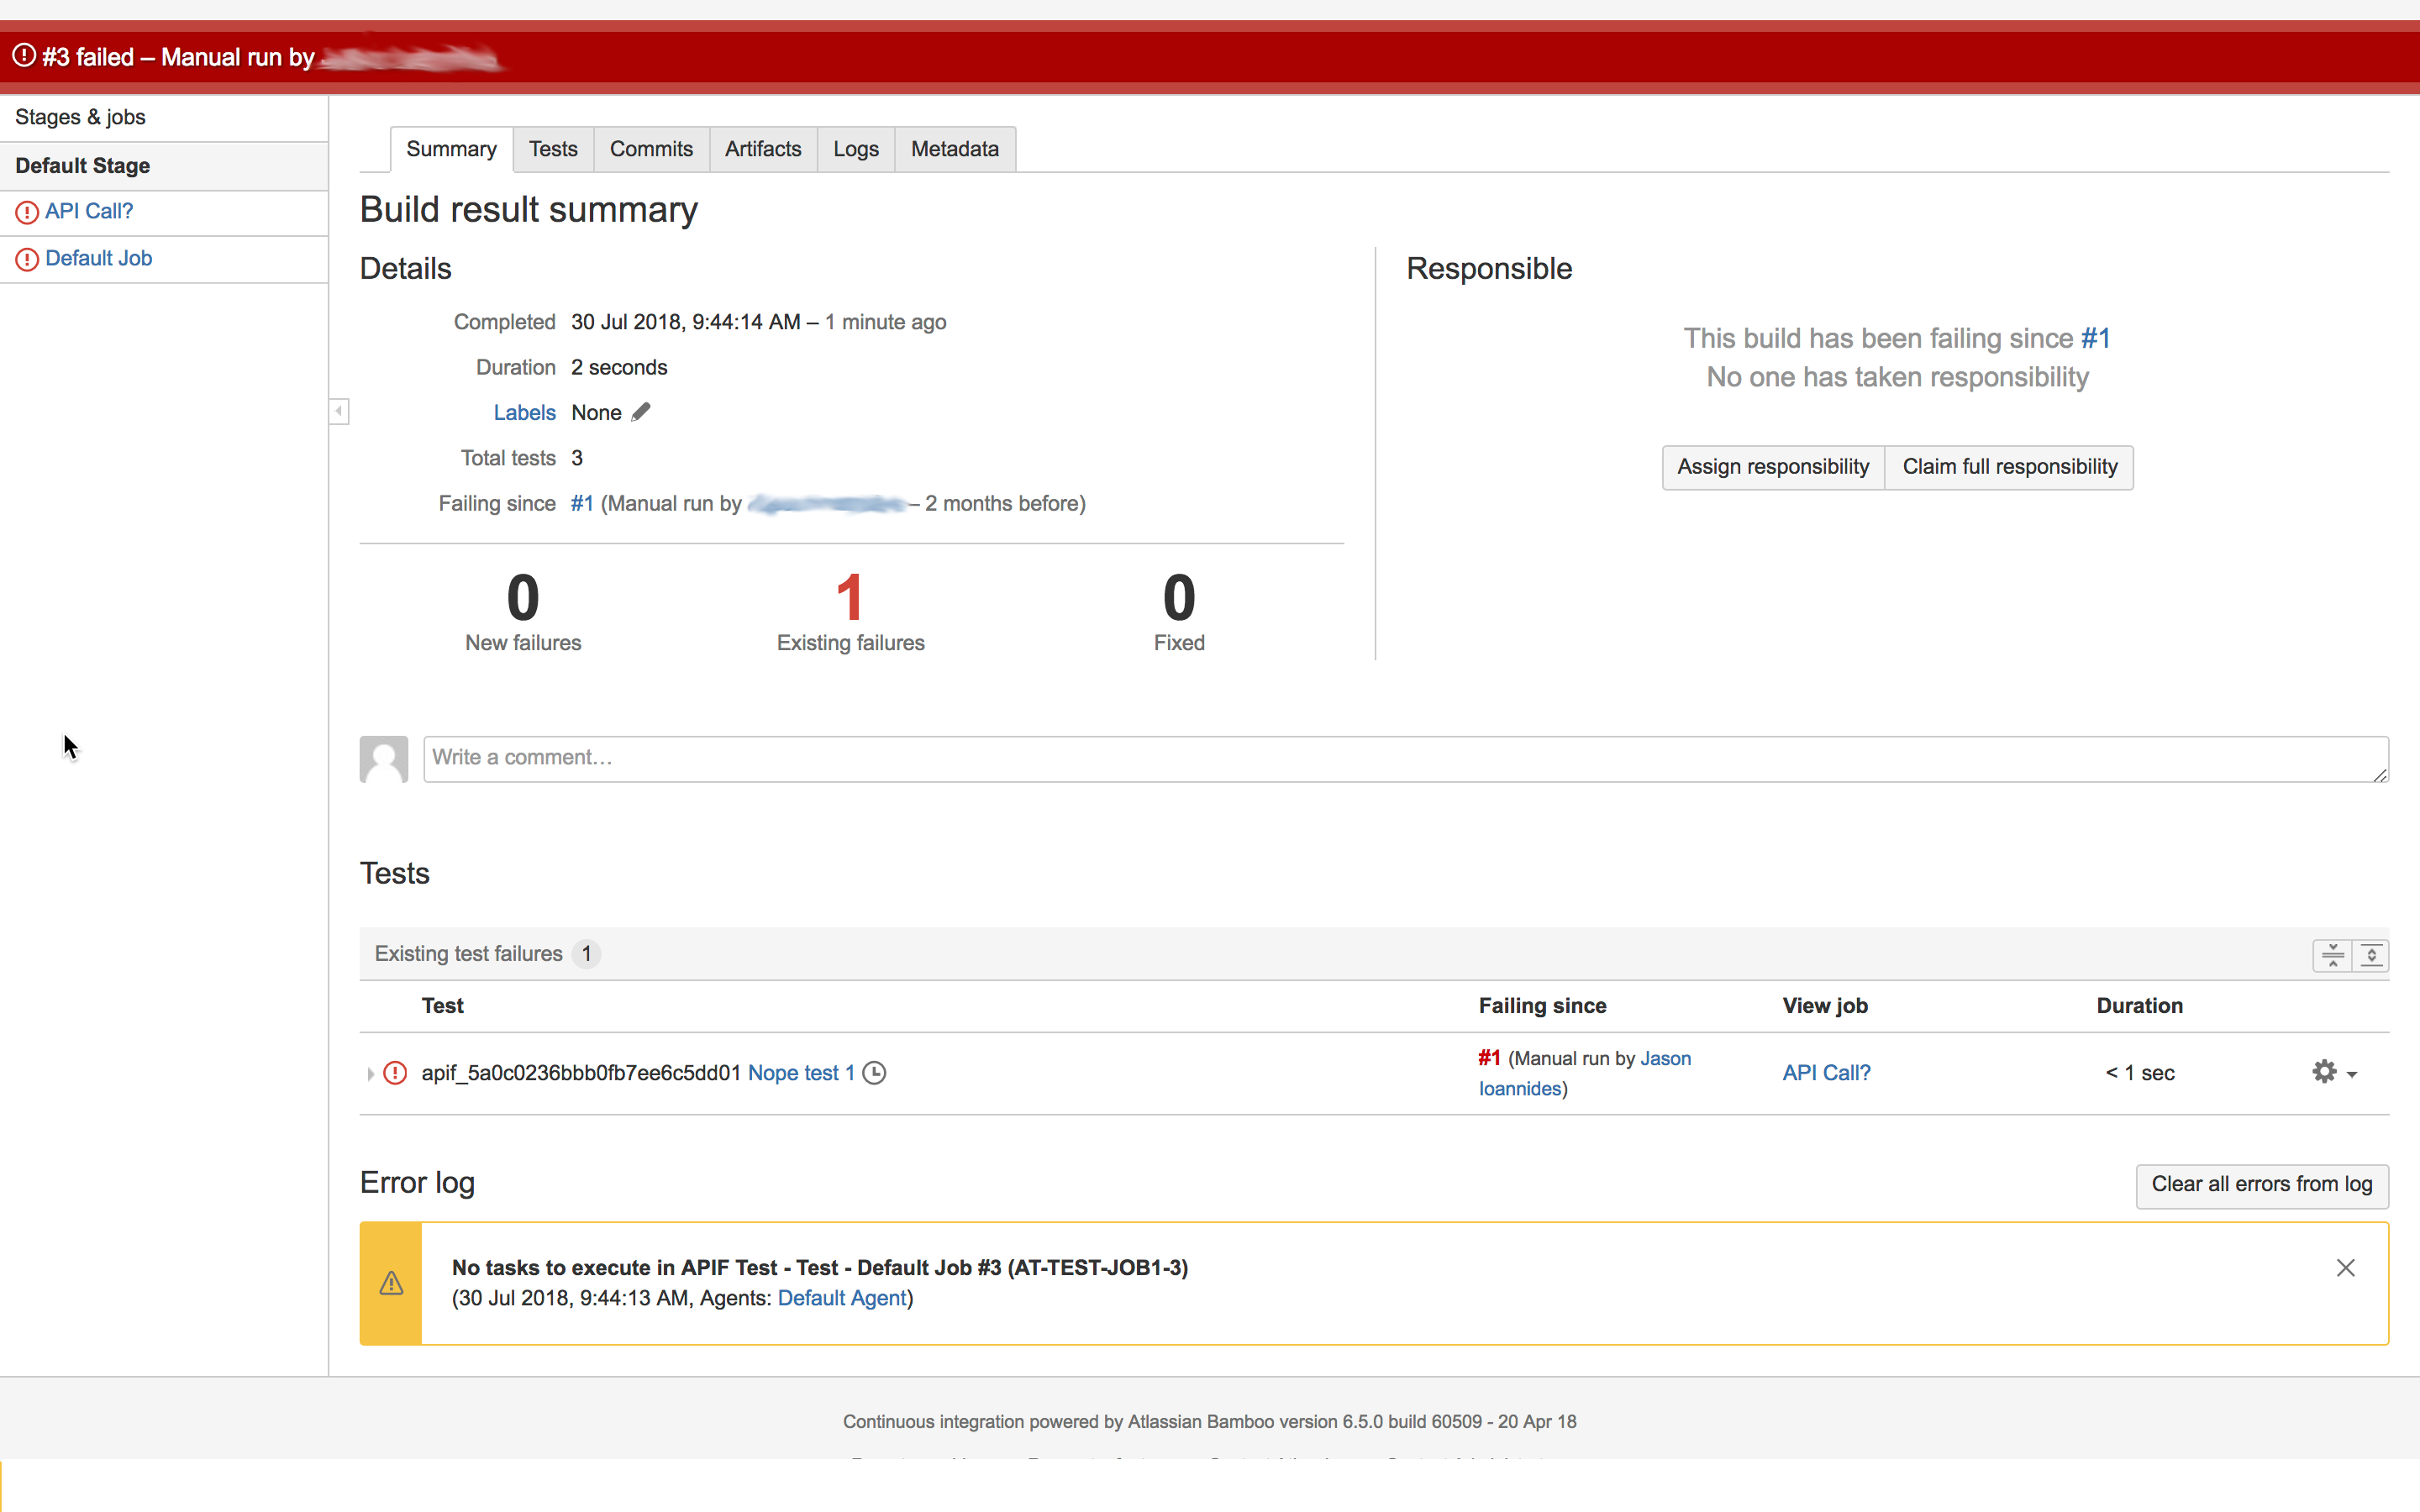 #3 failed – Manual run by
Stages & jobs
Default Stage
API Call?
Default Job
Summary Tests Commits Artifacts Logs Metadata
Build result summary
Details
Completed 30 Jul 2018, 9:44:14 AM – 1 minute ago
Duration 2 seconds
Labels None
Total tests 3
Failing since #1 (Manual run by – 2 months before)
0 1 0
New failures Existing failures Fixed
Responsible
This build has been failing since #1
No one has taken responsibility
Assign responsibility Claim full responsibility
Write a comment…
Tests
Existing test failures 1
Test Failing since View job Duration
apif_5a0c0236bbb0fb7ee6c5dd01 Nope test 1 #1 (Manual run by Jason API Call? < 1 sec
Ioannides)
Error log
Clear all errors from log
No tasks to execute in APIF Test - Test - Default Job #3 (AT-TEST-JOB1-3)
(30 Jul 2018, 9:44:13 AM, Agents: Default Agent)
Continuous integration powered by Atlassian Bamboo version 6.5.0 build 60509 - 20 Apr 18